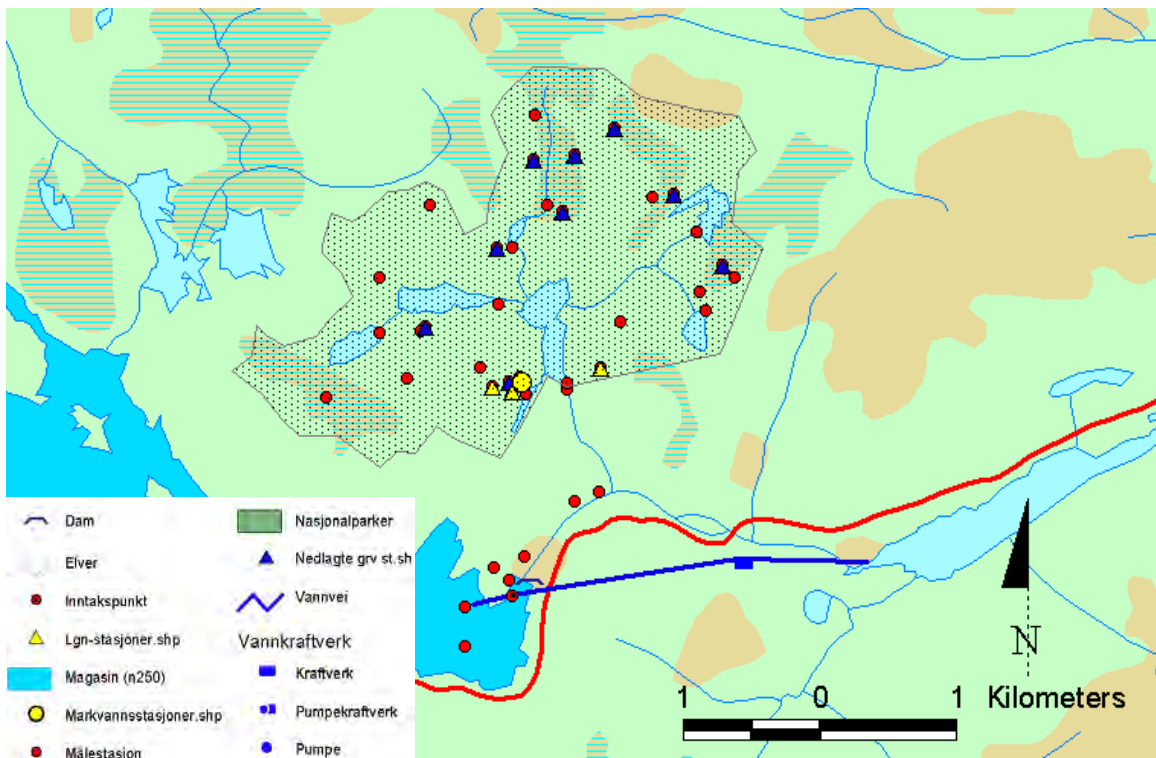 N
1 0 1 Kilometers
Dam
Elver
Inntakspunkt
Lgn-stasjoner.shp
Magasin (n250)
Markvannsstasjoner.shp
Målestasjon
Nasjonalparker
Nedlagte grv st.sh
Vannvei
Vannkraftverk
Kraftverk
Pumpekraftverk
Pumpe